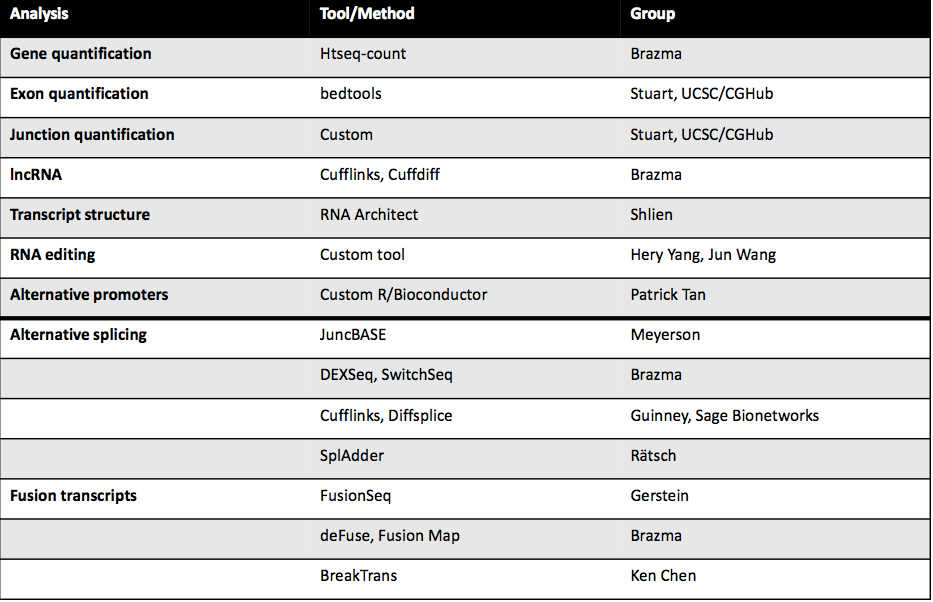 Analysis Tool/Method Group
Gene quantification Htseq-count Brazma
Exon quantification bedtools Stuart, UCSC/CGHub
Junction quantification Custom Stuart, UCSC/CGHub
lncRNA Cufflinks, Cuffdiff Brazma
Transcript structure RNA Architect Shlien
RNA editing Custom tool Hery Yang, Jun Wang
Alternative promoters Custom R/Bioconductor Patrick Tan
Alternative splicing JuncBASE Meyerson
DEXSeq, SwitchSeq Brazma
Cufflinks, Diffsplice Guinney, Sage Bionetworks
SplAdder Rätsch
Fusion transcripts FusionSeq Gerstein
deFuse, Fusion Map Brazma
BreakTrans Ken Chen